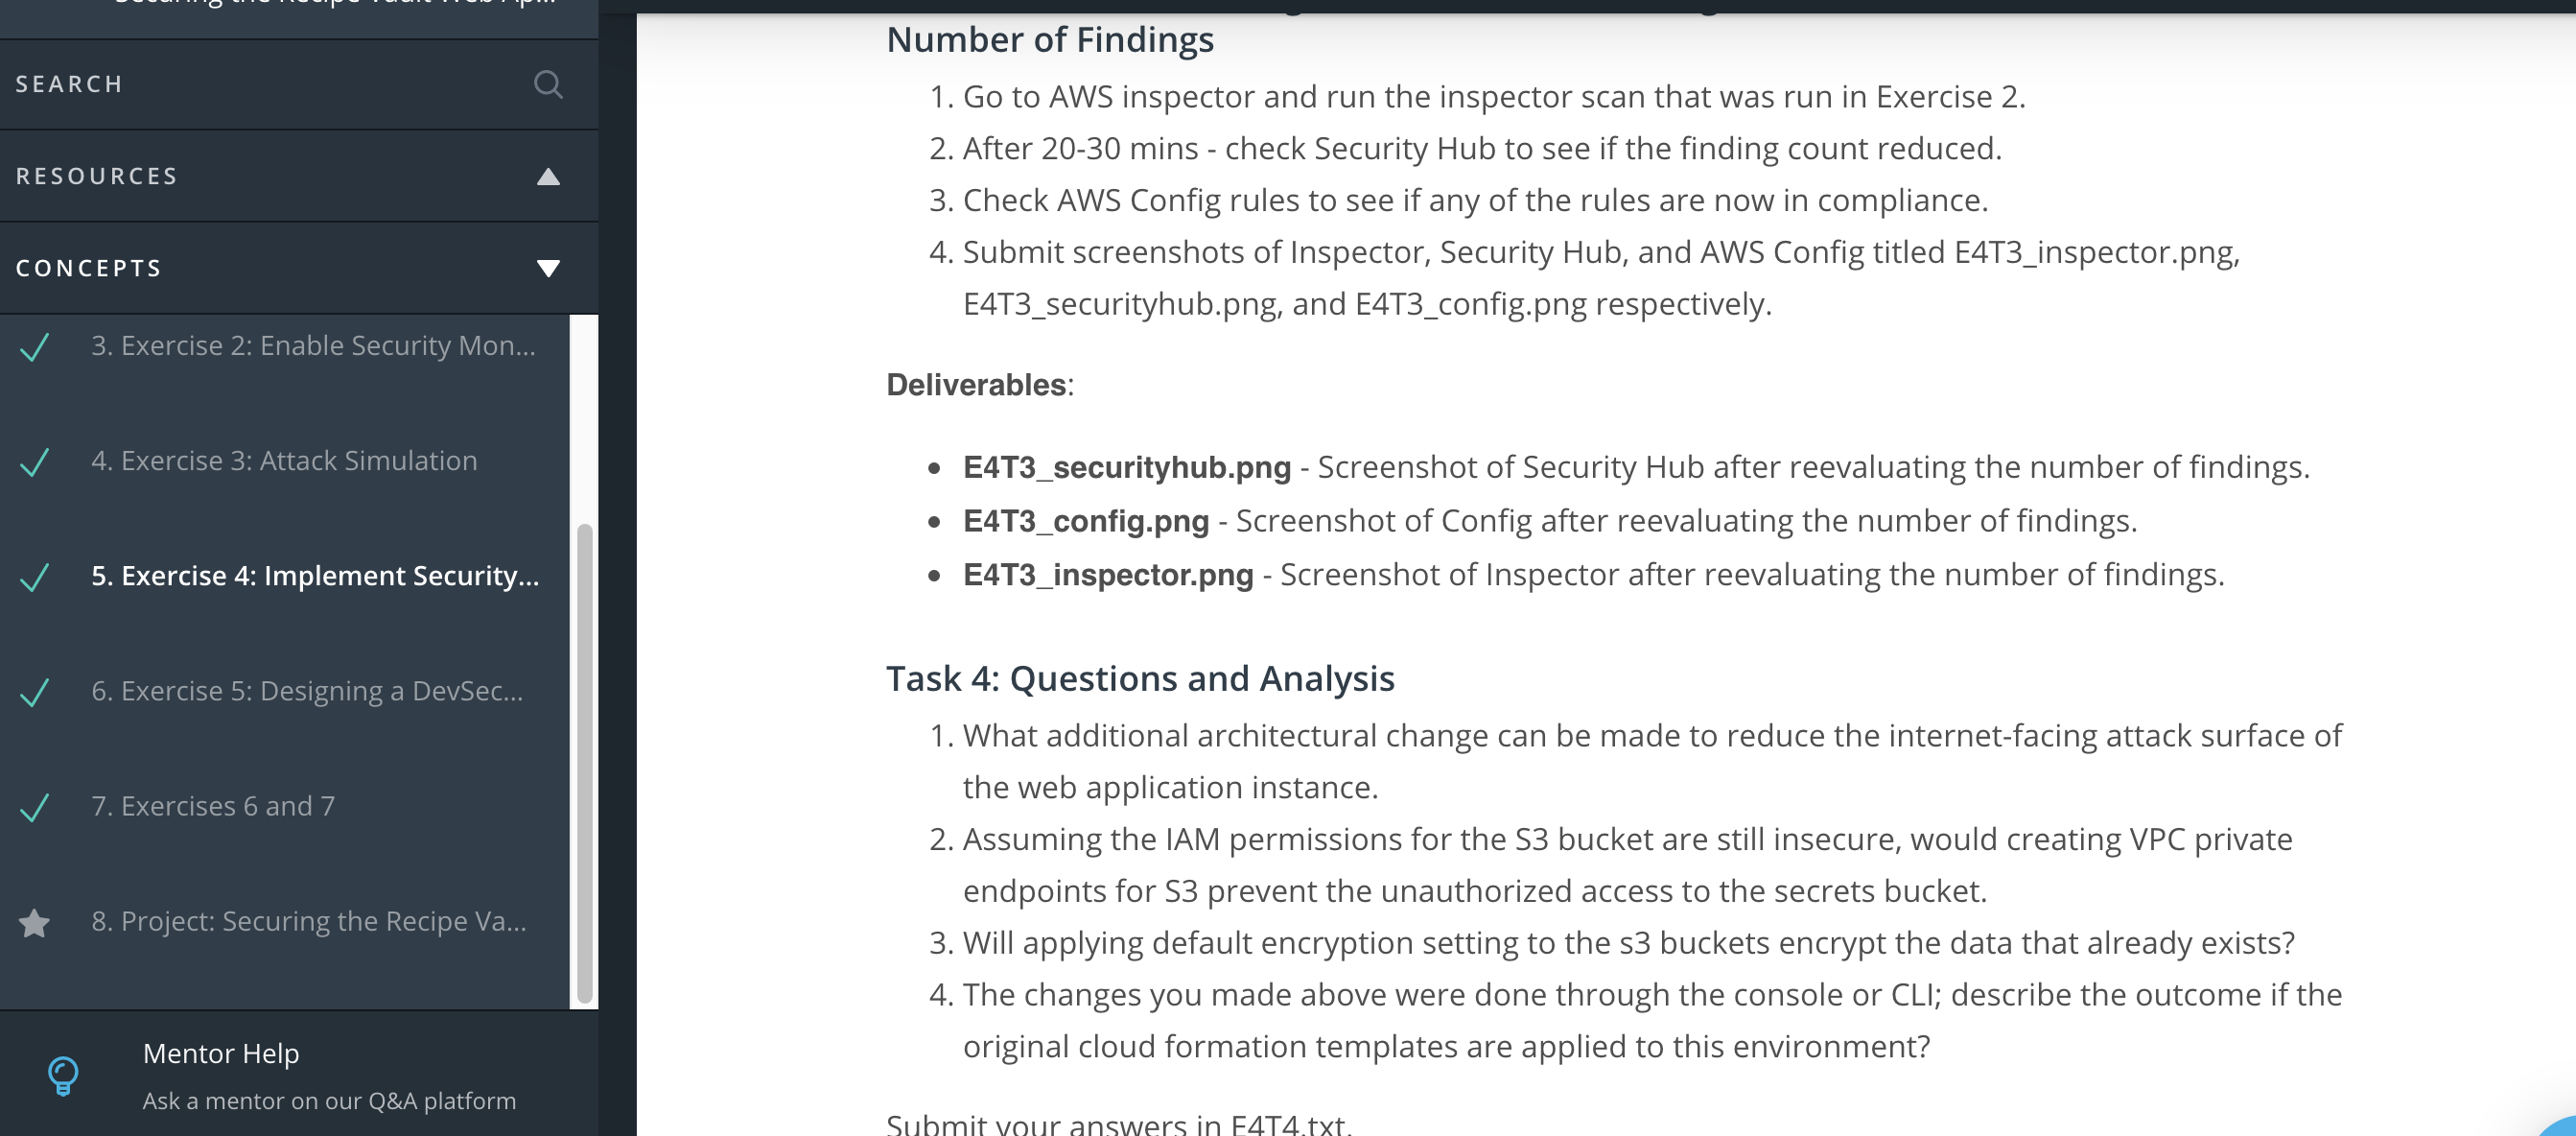 Securing the Recipe Vault Web Ap...
SEARCH
RESOURCES
CONCEPTS
3. Exercise 2: Enable Security Mon...
4. Exercise 3: Attack Simulation
5. Exercise 4: Implement Security...
6. Exercise 5: Designing a DevSec...
7. Exercises 6 and 7
8. Project: Securing the Recipe Va...
Mentor Help
Ask a mentor on our Q&A platform
Number of Findings
1. Go to AWS inspector and run the inspector scan that was run in Exercise 2.
2. After 20-30 mins - check Security Hub to see if the finding count reduced.
3. Check AWS Config rules to see if any of the rules are now in compliance.
4. Submit screenshots of Inspector, Security Hub, and AWS Config titled E4T3_inspector.png,
E4T3_securityhub.png, and E4T3_config.png respectively.
Deliverables:
• E4T3_securityhub.png - Screenshot of Security Hub after reevaluating the number of findings.
• E4T3_config.png - Screenshot of Config after reevaluating the number of findings.
• E4T3_inspector.png - Screenshot of Inspector after reevaluating the number of findings.
Task 4: Questions and Analysis
1. What additional architectural change can be made to reduce the internet-facing attack surface of
the web application instance.
2. Assuming the IAM permissions for the S3 bucket are still insecure, would creating VPC private
endpoints for S3 prevent the unauthorized access to the secrets bucket.
3. Will applying default encryption setting to the s3 buckets encrypt the data that already exists?
4. The changes you made above were done through the console or CLI; describe the outcome if the
original cloud formation templates are applied to this environment?
Submit your answers in E4T4.txt.